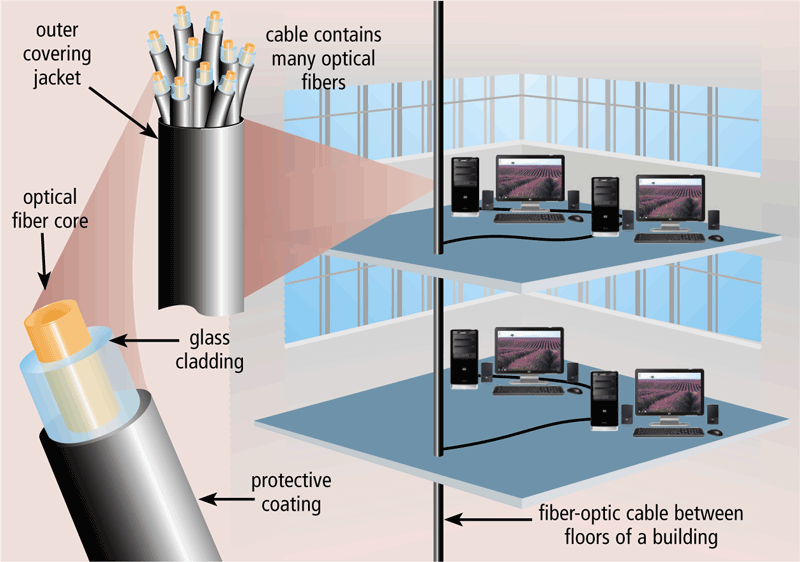 outer
covering
jacket
cable contains
many optical
fibers
optical
fiber core
glass
cladding
protective
coating
fiber-optic cable between
floors of a building